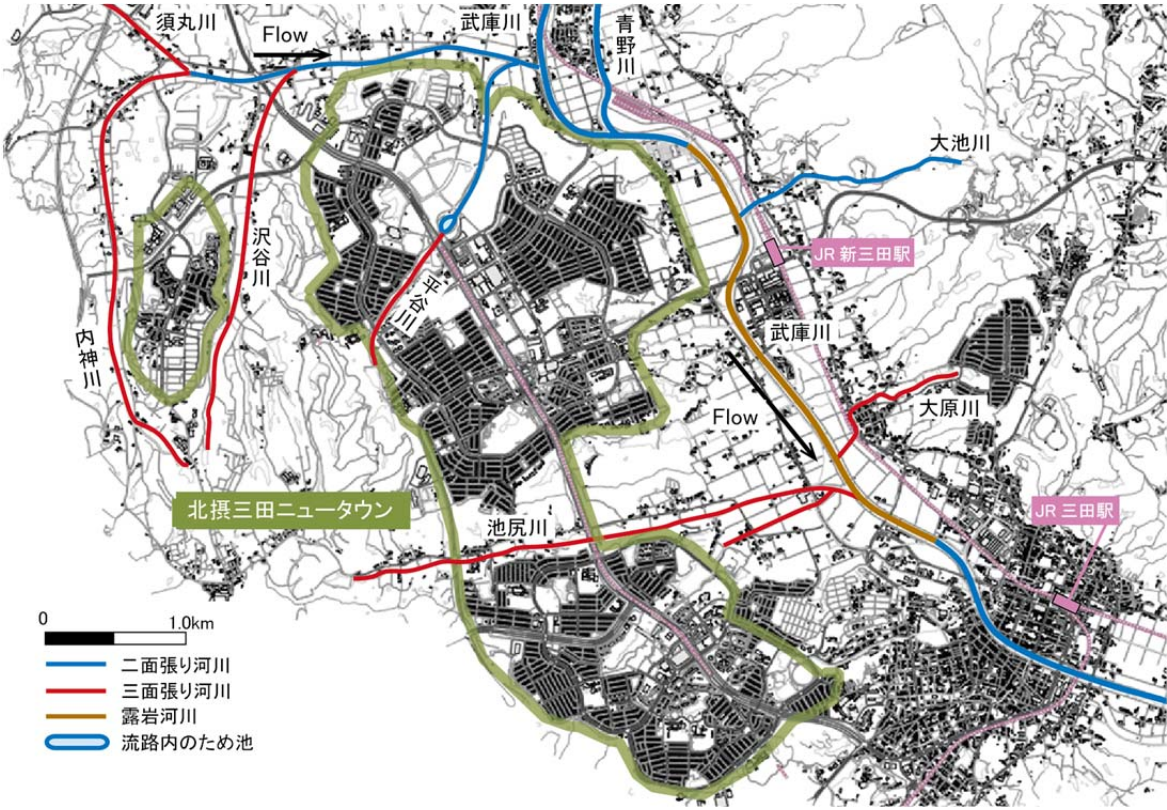 須丸川
Flow
武庫川
青野川
大池川
沢谷川
平谷川
JR 新三田駅
内神川
武庫川
大原川
Flow
北摂三田ニュータウン
池尻川
JR 三田駅
0 1.0km
二面張り河川
三面張り河川
露岩河川
流路内のため池